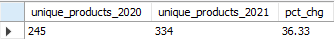 unique_products_2020 unique_products_2021 pct_chg
245 334 36.33